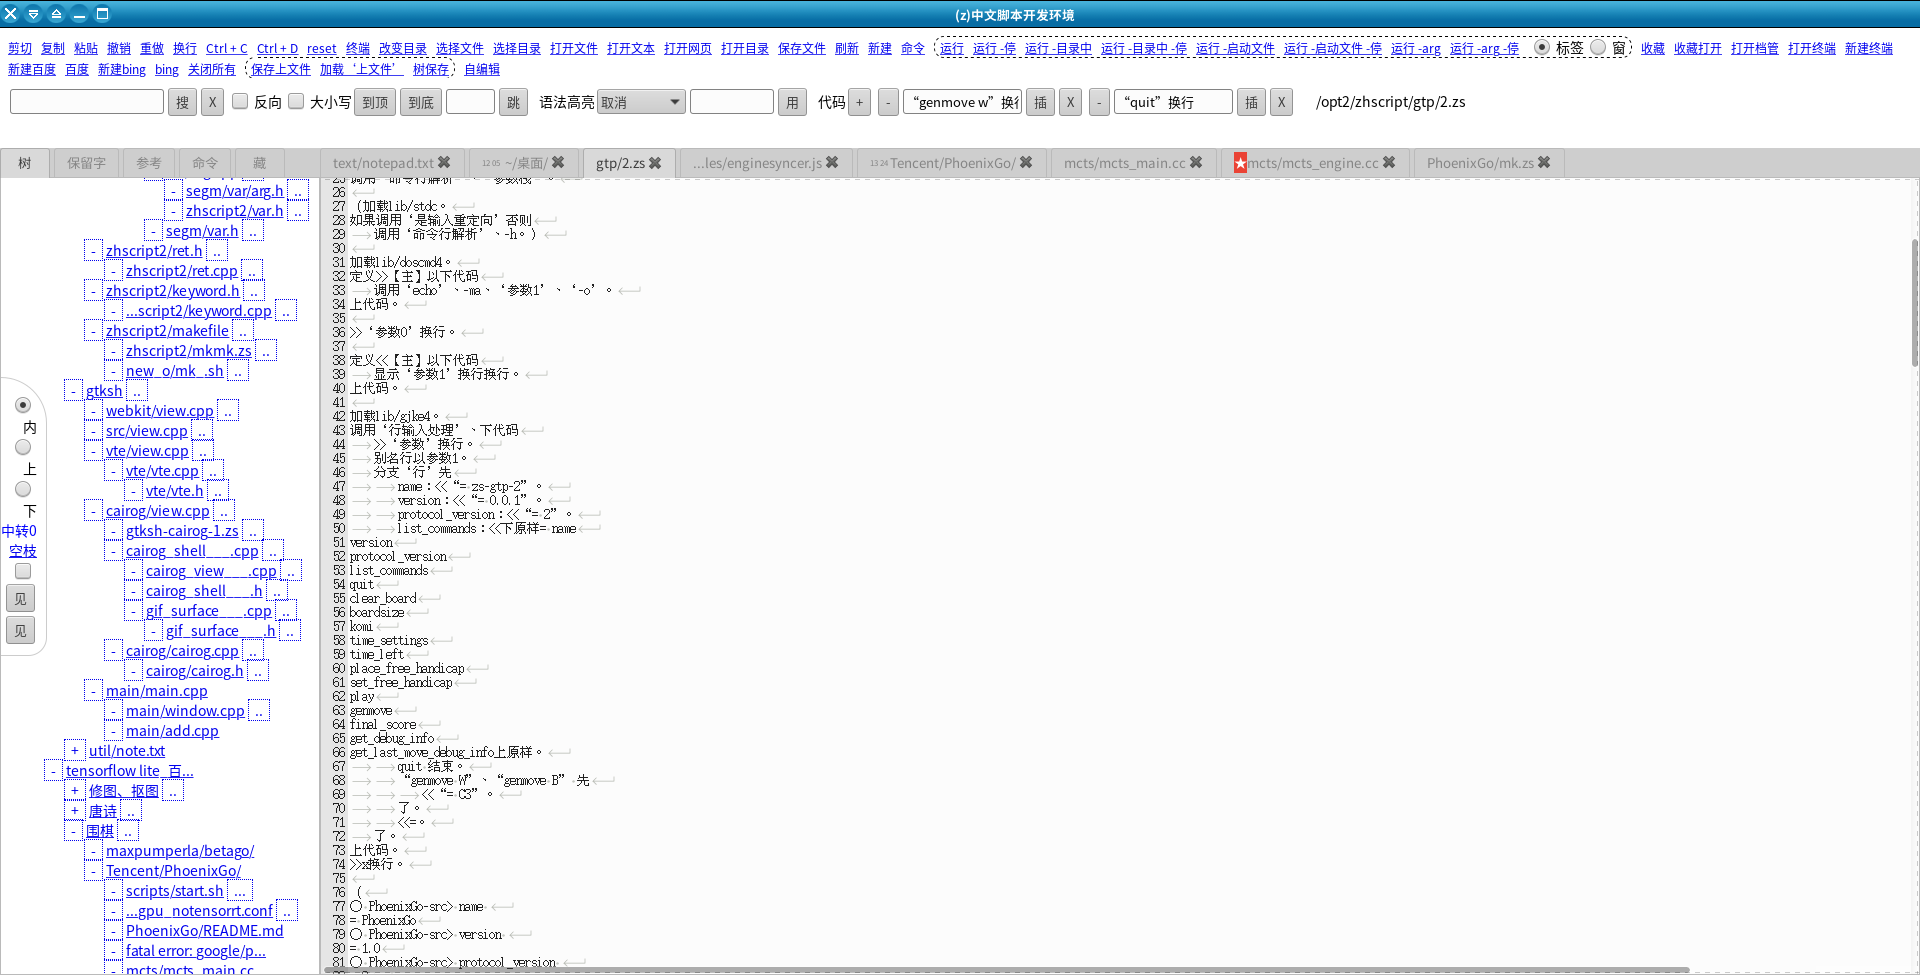 (z)中文脚本开发环境
剪切 复制 粘贴 撤销 重做 换行 Ctrl + C Ctrl + D reset 终端 改变目录 选择文件 选择目录 打开文件 打开文本 打开网页 打开目录 保存文件 刷新 新建 命令 运行 运行 -停 运行 -目录中 运行 -目录中 -停 运行 -启动文件 运行 -启动文件 -停 运行 -arg 运行 -arg -停 标签 窗 收藏 收藏打开 打开档管 打开终端 新建终端
新建百度 百度 新建bing bing 关闭所有 保存上文件 加载‘上文件’ 树保存 自编辑
搜 X 反向 大小写 到顶 到底 跳 语法高亮 取消 用 代码 + - “genmove w”换行 插 X - “quit”换行 插 X /opt2/zhscript/gtp/2.zs
树 保留字 参考 命令 藏 text/notepad.txt 12 05 ~/桌面/ gtp/2.zs ...les/enginesyncer.js 13 24 Tencent/PhoenixGo/ mcts/mcts_main.cc mcts/mcts_engine.cc PhoenixGo/mk.zs
- segm/var/arg.h ..
- zhscript2/var.h ..
- segm/var.h ..
- zhscript2/ret.h ..
- zhscript2/ret.cpp ..
- zhscript2/keyword.h ..
- ...script2/keyword.cpp ..
- zhscript2/makefile ..
- zhscript2/mkmk.zs ..
- new_o/mk_.sh ..
- gtksh ..
- webkit/view.cpp ..
- src/view.cpp ..
- vte/view.cpp ..
- vte/vte.cpp ..
- vte/vte.h ..
- cairog/view.cpp ..
- gtksh-cairog-1.zs ..
- cairog_shell___.cpp ..
- cairog_view___.cpp ..
- cairog_shell___.h ..
- gif_surface___.cpp ..
- gif_surface___.h ..
- cairog/cairog.cpp ..
- cairog/cairog.h ..
- main/main.cpp
- main/window.cpp ..
- main/add.cpp
+ util/note.txt
- tensorflow lite_百...
+ 修图、抠图 ..
+ 唐诗 ..
- 围棋 ..
- maxpumperla/betago/
- Tencent/PhoenixGo/
- scripts/start.sh ...
- ...gpu_notensorrt.conf ..
- PhoenixGo/README.md
- fatal error: google/p...
- mcts/mcts_main.cc
内
上
下
中转0
空枝
见
见
25 调用‘命令行解析’
26
27 （加载lib/stdc。
28 如果调用‘是输入重定向’否则
29 调用‘命令行解析’、-h。）
30
31 加载lib/doscmd4。
32 定义>>【主】以下代码
33 调用‘echo’、-ma、‘参数1’、‘-o’。
34 上代码。
35
36 >>‘参数0’换行。
37
38 定义<<【主】以下代码
39 显示‘参数1’换行换行。
40 上代码。
41
42 加载lib/gjke4。
43 调用‘行输入处理’、下代码
44 >>‘参数’换行。
45 别名行以参数1。
46 分支‘行’先
47 name：<<“= zs-gtp-2”。
48 version：<<“= 0.0.1”。
49 protocol_version：<<“= 2”。
50 list_commands：<<下原样= name
51 version
52 protocol_version
53 list_commands
54 quit
55 clear_board
56 boardsize
57 komi
58 time_settings
59 time_left
60 place_free_handicap
61 set_free_handicap
62 play
63 genmove
64 final_score
65 get_debug_info
66 get_last_move_debug_info上原样。
67 quit 结束。
68 “genmove W”、“genmove B” 先
69 <<“= C3”。
70 了。
71 <<=。
72 了。
73 上代码。
74 >>x换行。
75
76 （
77 〇 PhoenixGo-src> name
78 = PhoenixGo
79 〇 PhoenixGo-src> version
80 = 1.0
81 〇 PhoenixGo-src> protocol_version